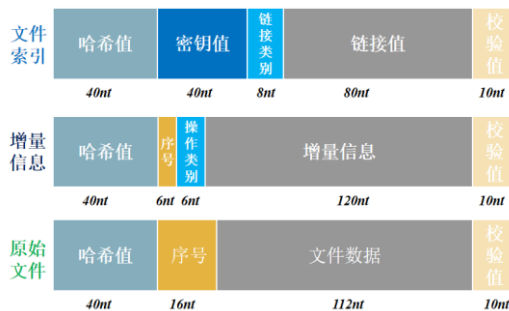 文件
索引
哈希值
密钥值
链接类别
链接值
校验值
40nt
40nt
8nt
80nt
10nt
增量
信息
哈希值
序号
操作类别
增量信息
校验值
40nt
6nt
6nt
120nt
10nt
原始
文件
哈希值
序号
文件数据
校验值
40nt
16nt
112nt
10nt